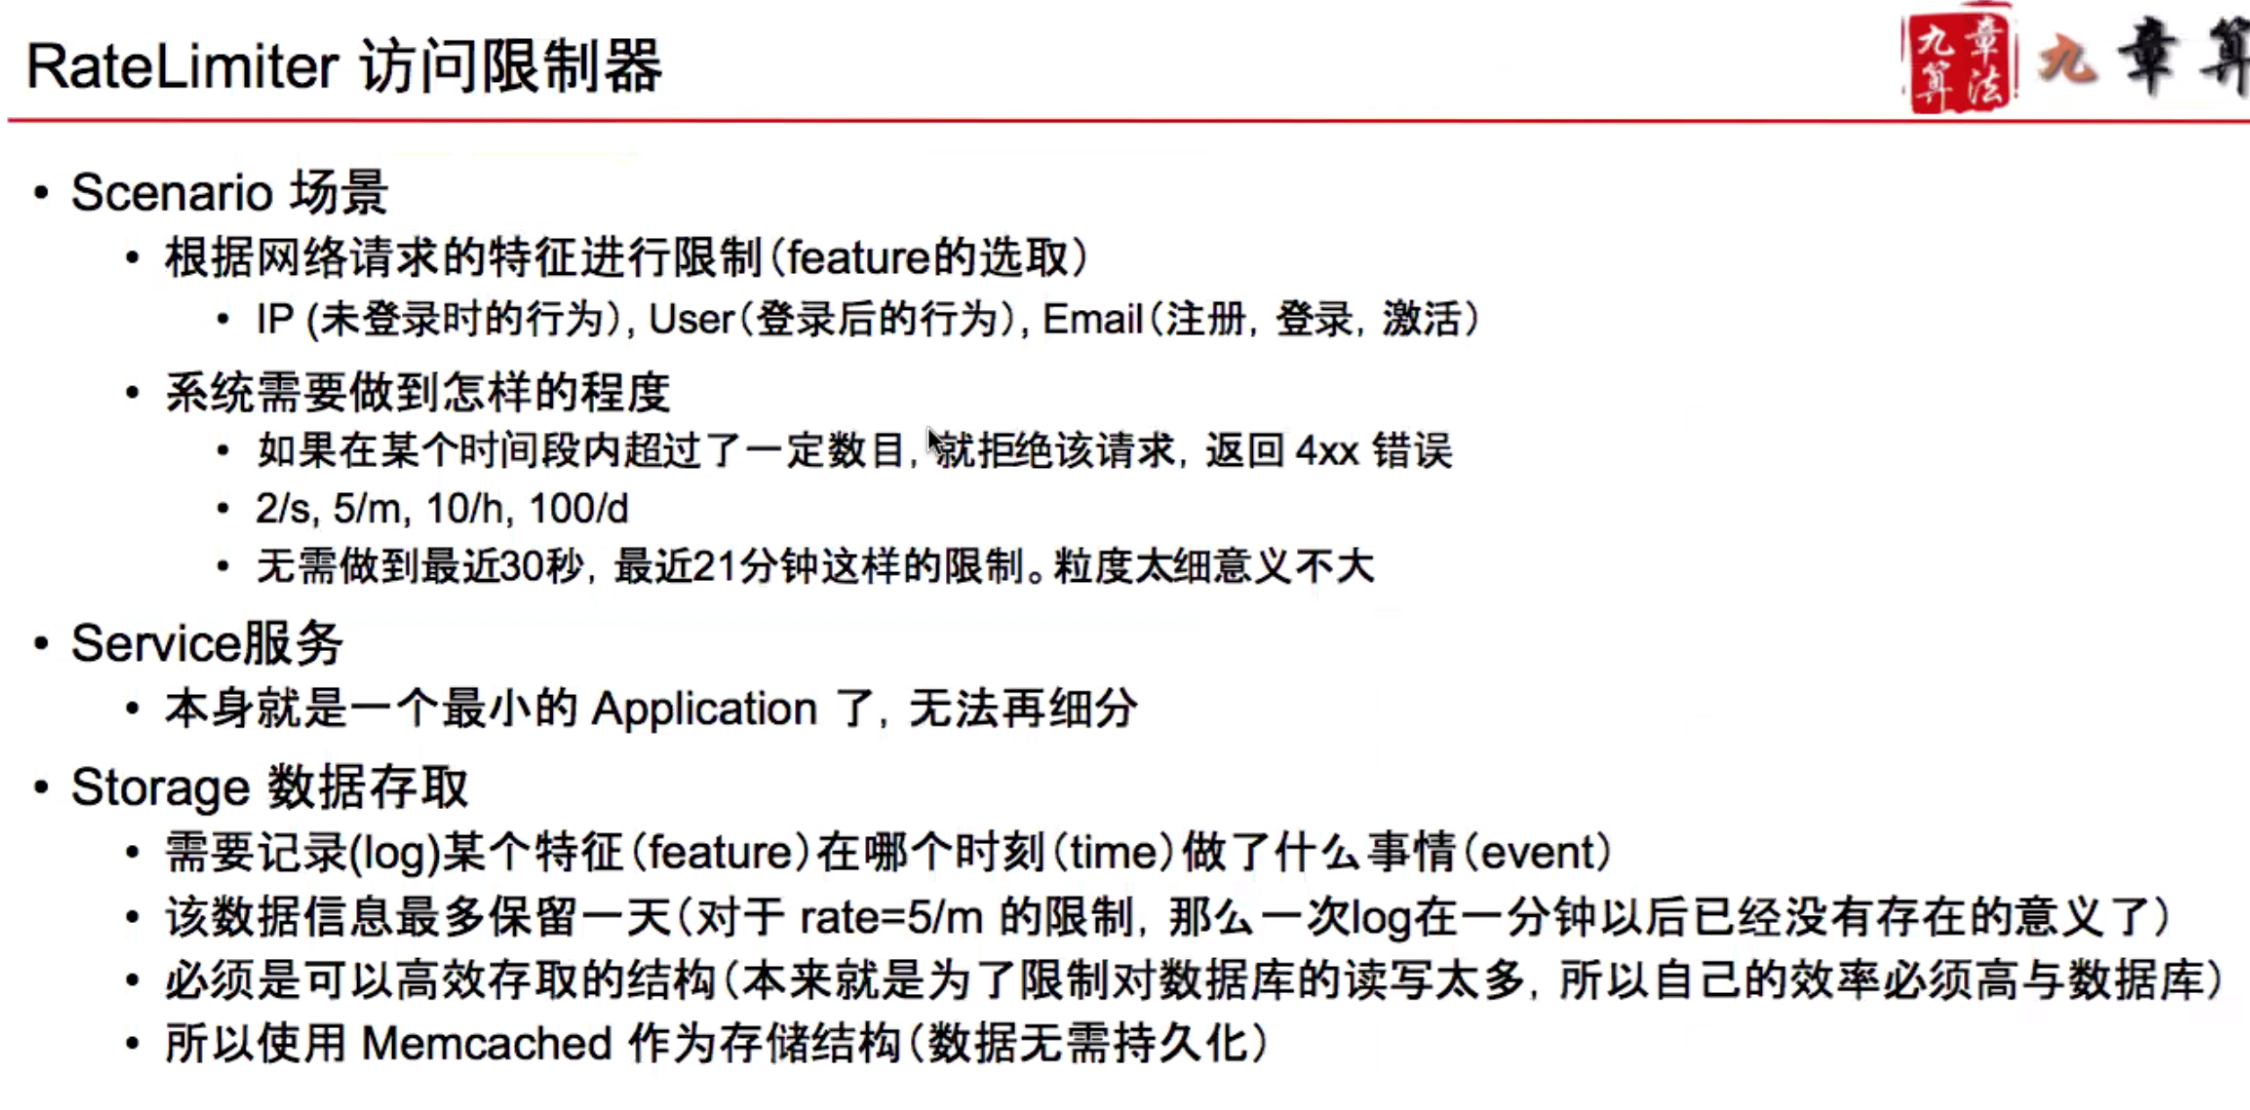 RateLimiter 访问限制器
九章算法
九章算
• Scenario 场景
• 根据网络请求的特征进行限制(feature的选取)
• IP (未登录时的行为), User(登录后的行为), Email(注册, 登录, 激活)
• 系统需要做到怎样的程度
• 如果在某个时间段内超过了一定数目, 就拒绝该请求, 返回 4xx 错误
• 2/s, 5/m, 10/h, 100/d
• 无需做到最近30秒, 最近21分钟这样的限制。粒度太细意义不大
• Service服务
• 本身就是一个最小的 Application 了, 无法再细分
• Storage 数据存取
• 需要记录(log)某个特征(feature)在哪个时刻(time)做了什么事情(event)
• 该数据信息最多保留一天(对于 rate=5/m 的限制, 那么一次log在一分钟以后已经没有存在的意义了)
• 必须是可以高效存取的结构(本来就是为了限制对数据库的读写太多, 所以自己的效率必须高与数据库)
• 所以使用 Memcached 作为存储结构(数据无需持久化)